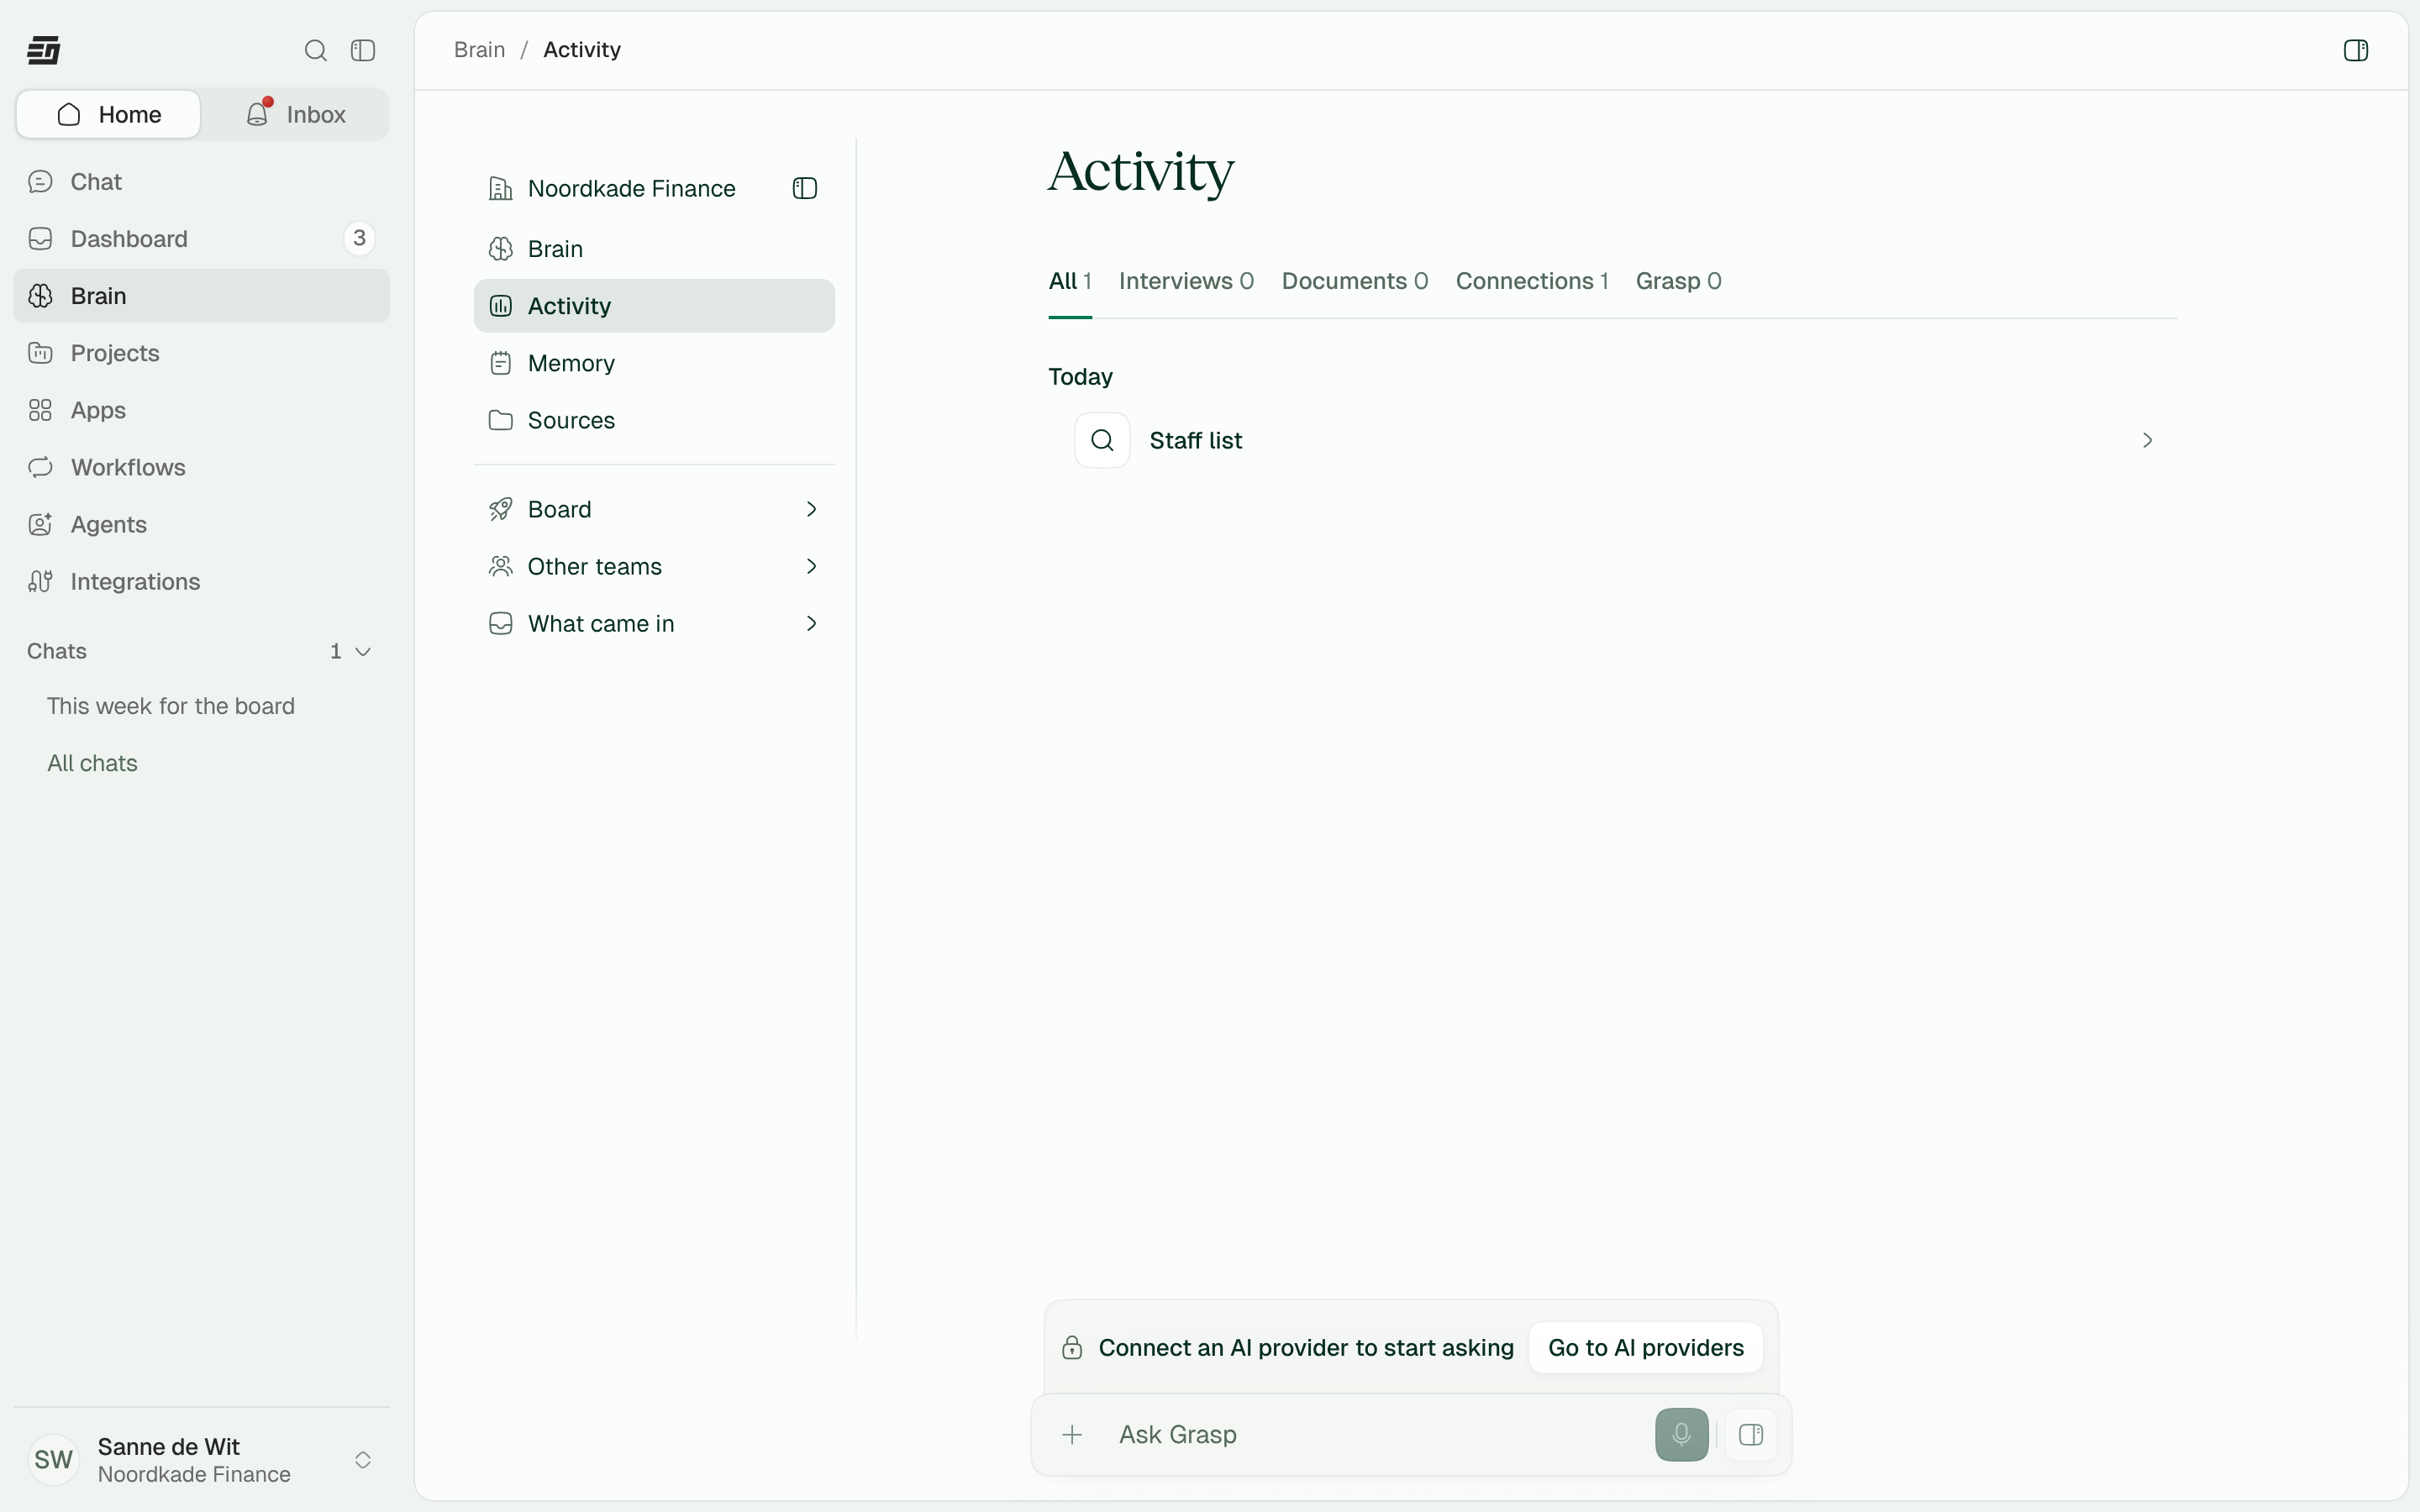 Home
Inbox
Chat
Dashboard 3
Brain
Projects
Apps
Workflows
Agents
Integrations
Chats 1
This week for the board
All chats
SW
Sanne de Wit
Noordkade Finance
Brain / Activity
Noordkade Finance
Brain
Activity
Memory
Sources
Board
Other teams
What came in
Activity
All 1 Interviews 0 Documents 0 Connections 1 Grasp 0
Today
Staff list
Connect an AI provider to start asking Go to AI providers
Ask Grasp